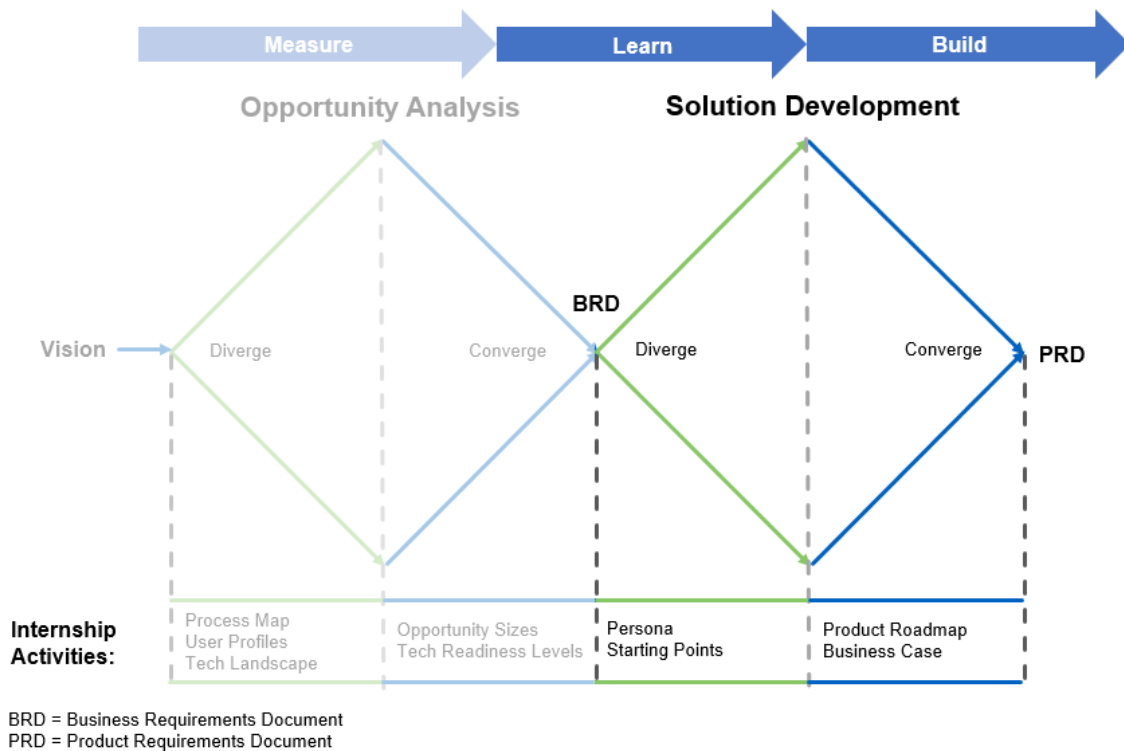 Measure
Learn
Build
Opportunity Analysis
Solution Development
BRD
Vision
Diverge
Converge
Diverge
Converge
PRD
Internship
Activities:
Process Map
User Profiles
Tech Landscape
Opportunity Sizes
Tech Readiness Levels
Persona
Starting Points
Product Roadmap
Business Case
BRD = Business Requirements Document
PRD = Product Requirements Document